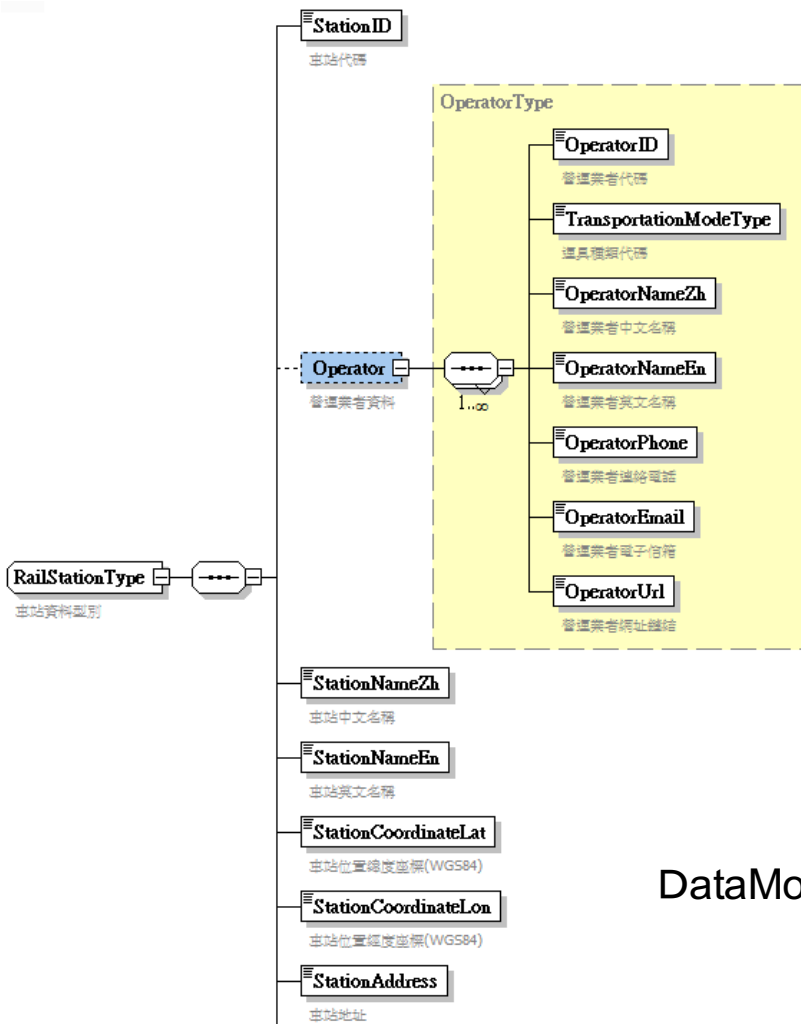 StationID
車站代碼
OperatorType
OperatorID
營運業者代碼
TransportationModeType
運具種類代碼
OperatorNameZh
營運業者中文名稱
Operator
營運業者資料
1..∞
OperatorNameEn
營運業者英文名稱
OperatorPhone
營運業者連絡電話
OperatorEmail
營運業者電子信箱
OperatorUrl
營運業者網址鏈結
RailStationType
車站資料型別
StationNameZh
車站中文名稱
StationNameEn
車站英文名稱
StationCoordinateLat
車站位置緯度座標(WGS84)
DataMo
StationCoordinateLon
車站位置經度座標(WGS84)
StationAddress
車站地址